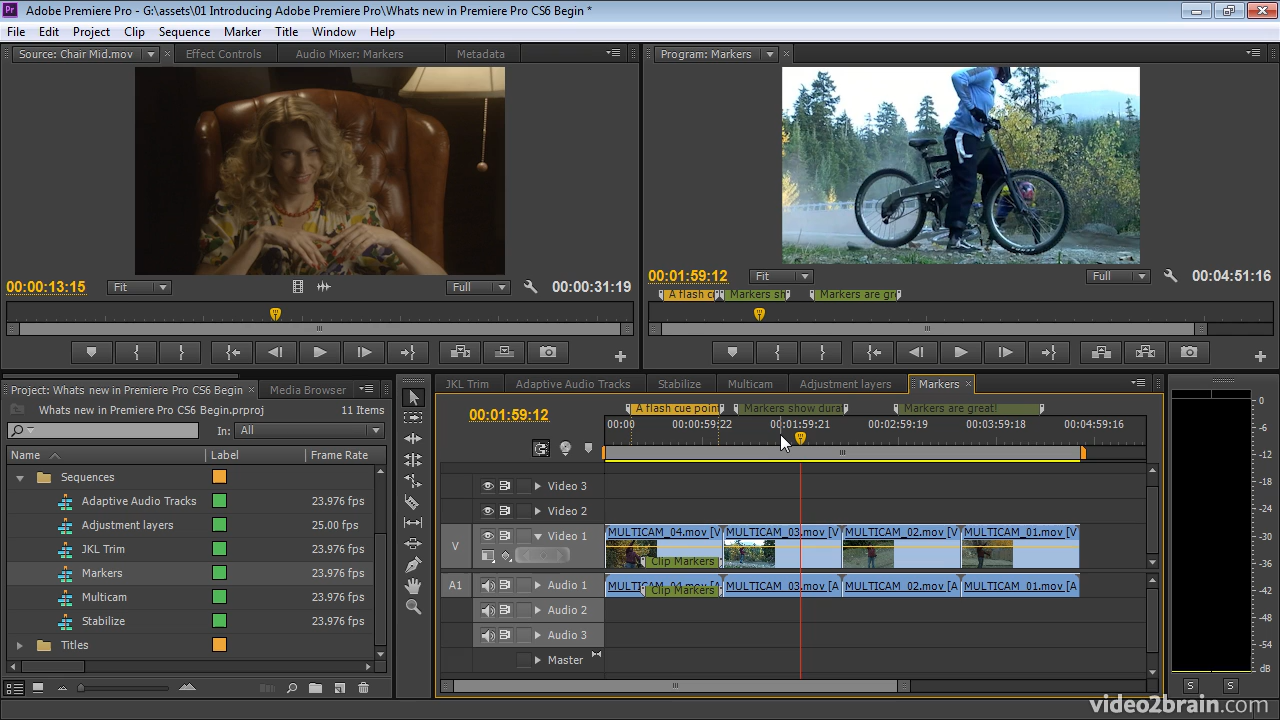 Adobe Premiere Pro - G:\assets\01 Introducing Adobe Premiere Pro\Whats new in Premiere Pro CS6 Begin *
File Edit Project Clip Sequence Marker Title Window Help
Source: Chair Mid.mov Effect Controls Audio Mixer: Markers Metadata
Program: Markers
00:00:13:15 Fit Full 00:00:31:19
00:01:59:12 Fit Full 00:04:51:16
A flash c Markers sh Markers are gr
Project: Whats new in Premiere Pro CS6 Begin Media Browser
Whats new in Premiere Pro CS6 Begin.prproj 11 Items
In: All
Name Label Frame Rate
Sequences
Adaptive Audio Tracks 23.976 fps
Adjustment layers 25.00 fps
JKL Trim 23.976 fps
Markers 23.976 fps
Multicam 23.976 fps
Stabilize 23.976 fps
Titles
JKL Trim Adaptive Audio Tracks Stabilize Multicam Adjustment layers Markers
00:01:59:12
A flash cue point Markers show dura Markers are great!
00:00 00:00:59:22 00:01:59:21 00:02:59:19 00:03:59:18 00:04:59:16
Video 3
Video 2
V Video 1
MULTICAM_04.mov [V MULTICAM_03.mov [V MULTICAM_02.mov [V MULTICAM_01.mov [V
Clip Markers
A1 Audio 1
MULTICAM_04.mov [A MULTICAM_03.mov [A MULTICAM_02.mov [A MULTICAM_01.mov [A
Clip Markers
Audio 2
Audio 3
Master
0
-6
-12
-18
-24
-30
-36
-42
-48
-54
dB
S S
video2brain.com